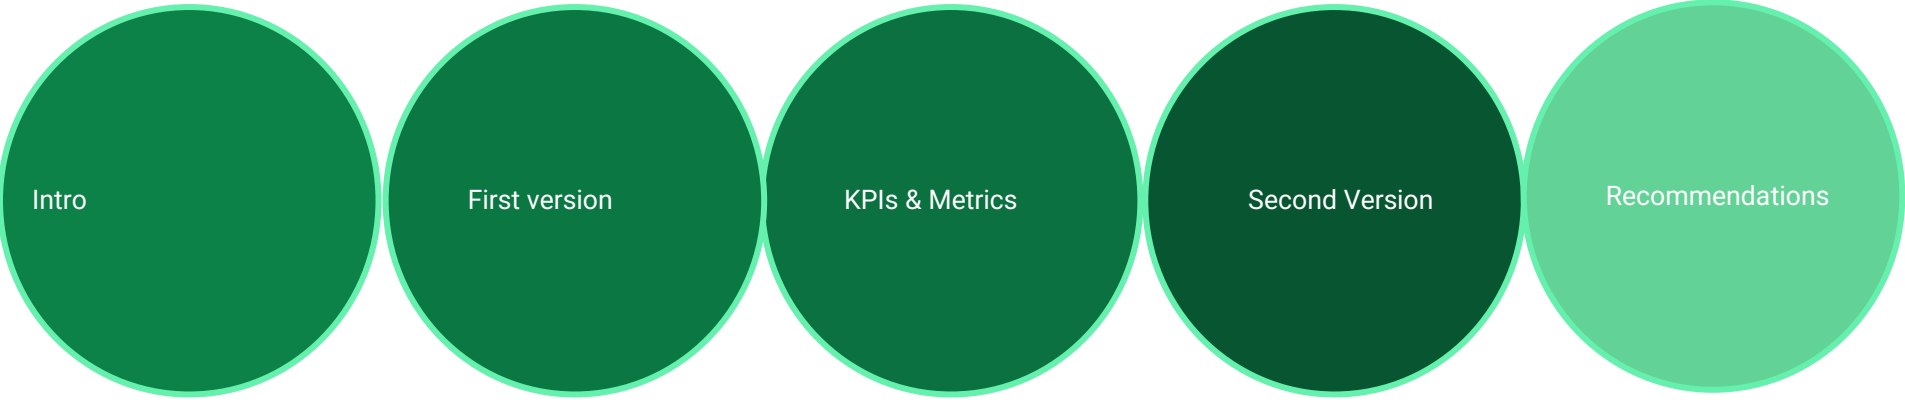 Intro
First version
KPIs & Metrics
Second Version
Recommendations